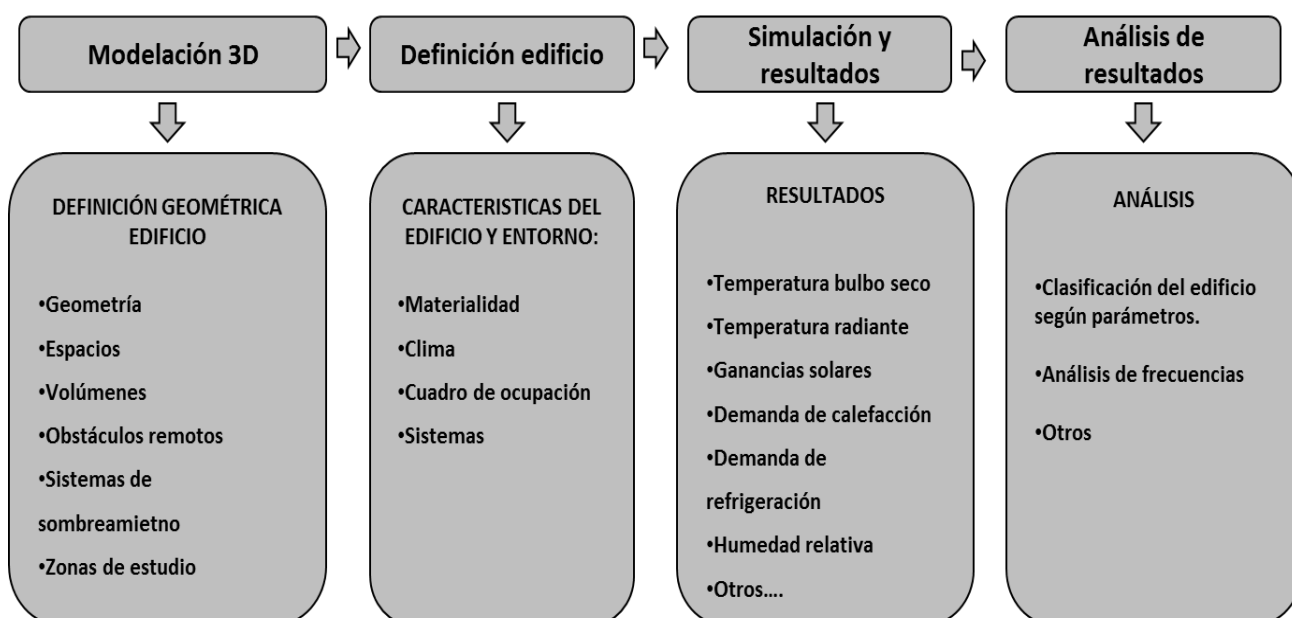 Modelación 3D
Definición edificio
Simulación y
resultados
Análisis de
resultados
DEFINICIÓN GEOMÉTRICA
EDIFICIO
•Geometría
•Espacios
•Volúmenes
•Obstáculos remotos
•Sistemas de
sombreamietno
•Zonas de estudio
CARACTERISTICAS DEL
EDIFICIO Y ENTORNO:
•Materialidad
•Clima
•Cuadro de ocupación
•Sistemas
RESULTADOS
•Temperatura bulbo seco
•Temperatura radiante
•Ganancias solares
•Demanda de calefacción
•Demanda de
refrigeración
•Humedad relativa
•Otros....
ANÁLISIS
•Clasificación del edificio
según parámetros.
•Análisis de frecuencias
•Otros